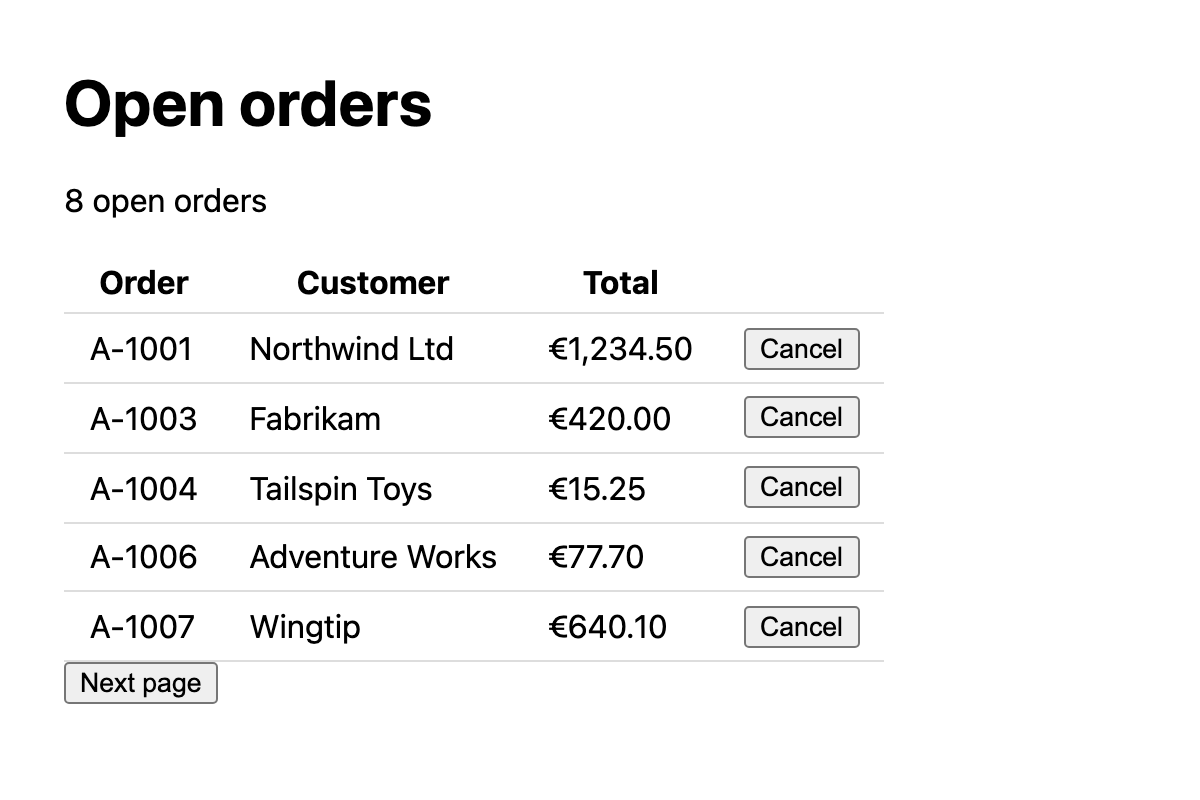 Open orders
8 open orders
Order Customer Total
A-1001 Northwind Ltd €1,234.50 Cancel
A-1003 Fabrikam €420.00 Cancel
A-1004 Tailspin Toys €15.25 Cancel
A-1006 Adventure Works €77.70 Cancel
A-1007 Wingtip €640.10 Cancel
Next page